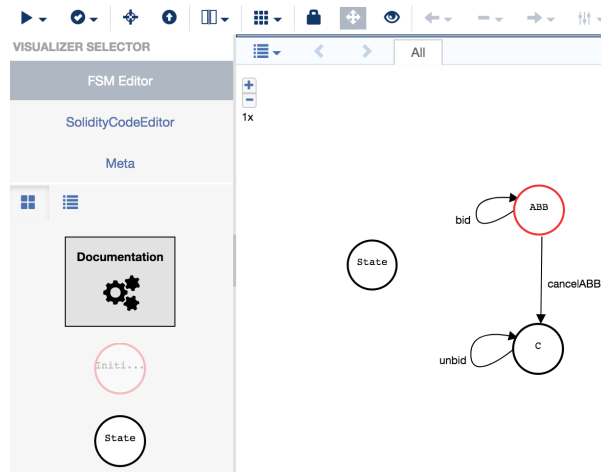 VISUALIZER SELECTOR
FSM Editor
SolidityCodeEditor
Meta
Documentation
Initi...
State
All
1x
ABB
bid
State
cancelABB
C
unbid